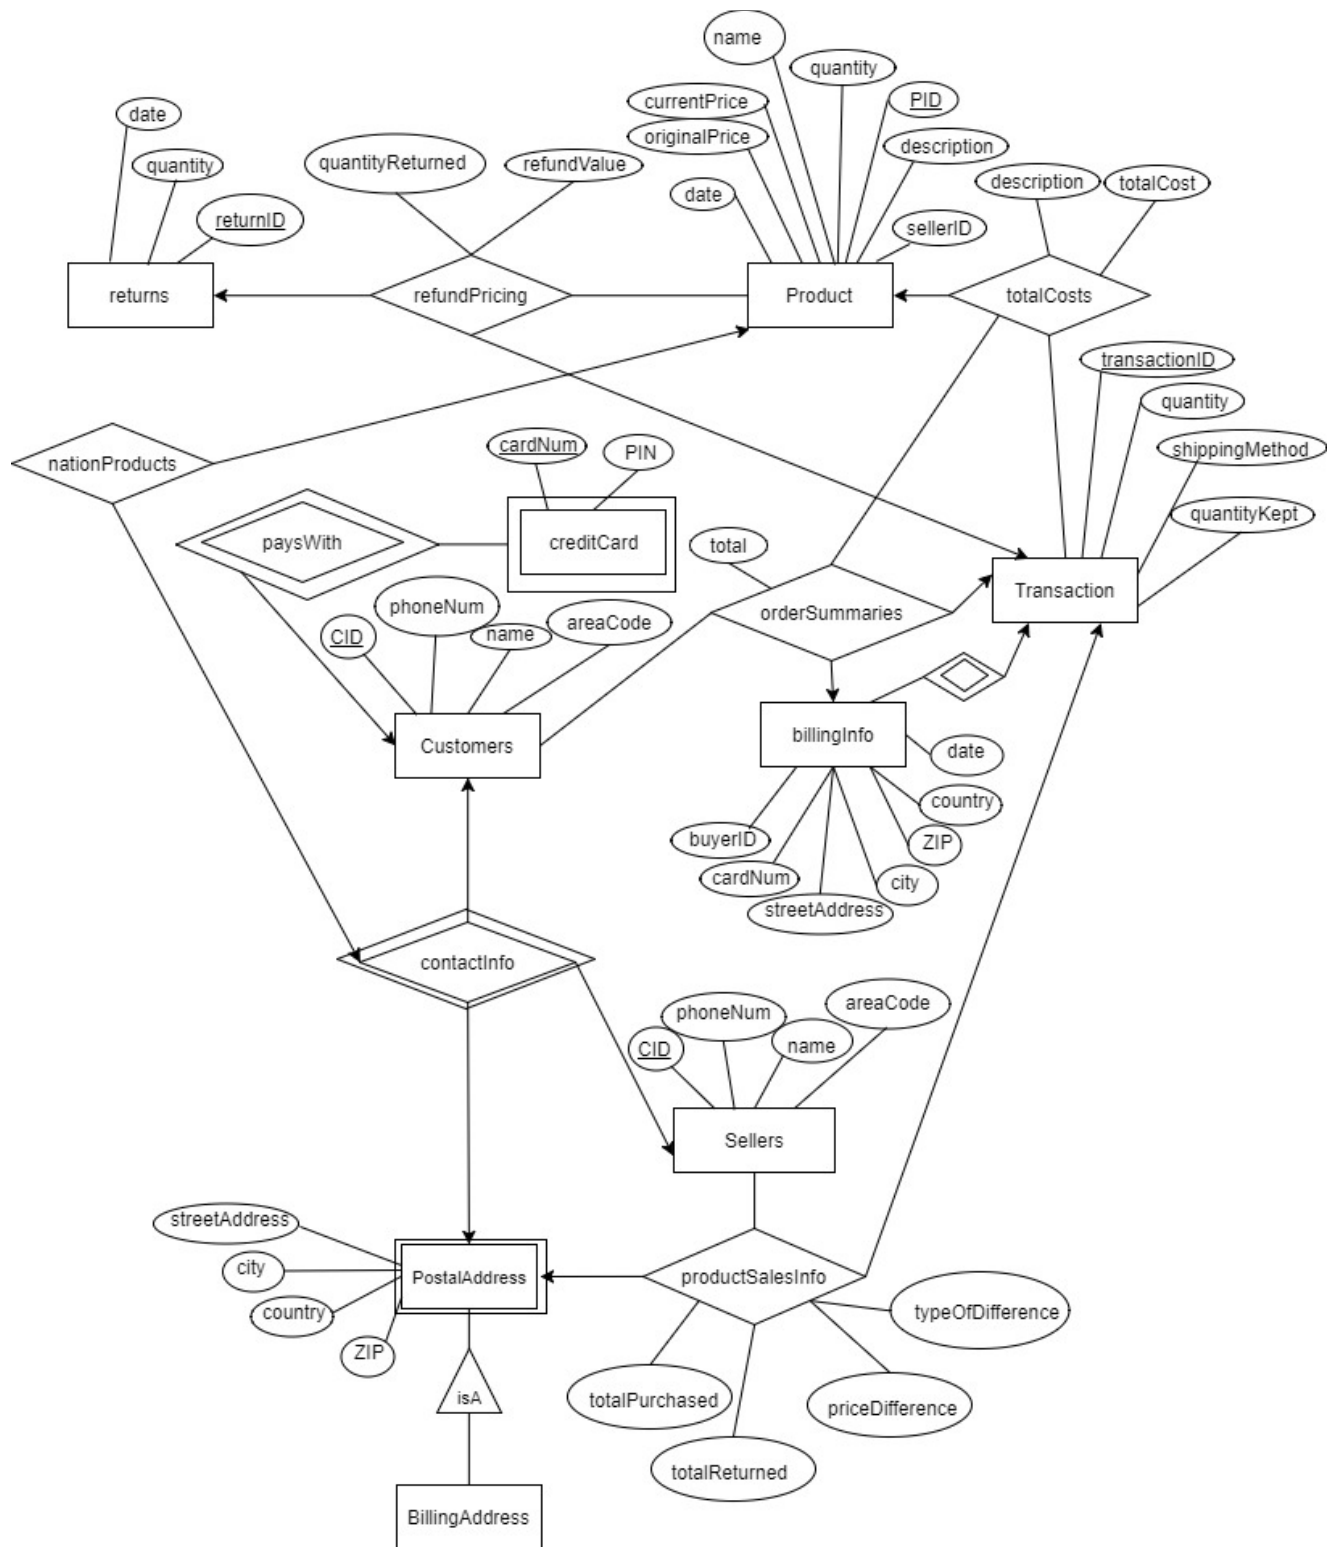 name
quantity
currentPrice
PID
date
originalPrice
description
quantityReturned
refundValue
quantity
description
totalCost
date
returnID
sellerID
returns
refundPricing
Product
totalCosts
transactionID
quantity
cardNum
PIN
shippingMethod
nationProducts
quantityKept
paysWith
creditCard
total
phoneNum
Transaction
orderSummaries
areaCode
CID
name
Customers
billingInfo
date
country
buyerID
ZIP
cardNum
city
streetAddress
contactInfo
areaCode
phoneNum
CID
name
Sellers
streetAddress
city
PostalAddress
productSalesInfo
country
typeOfDifference
ZIP
isA
totalPurchased
priceDifference
totalReturned
BillingAddress